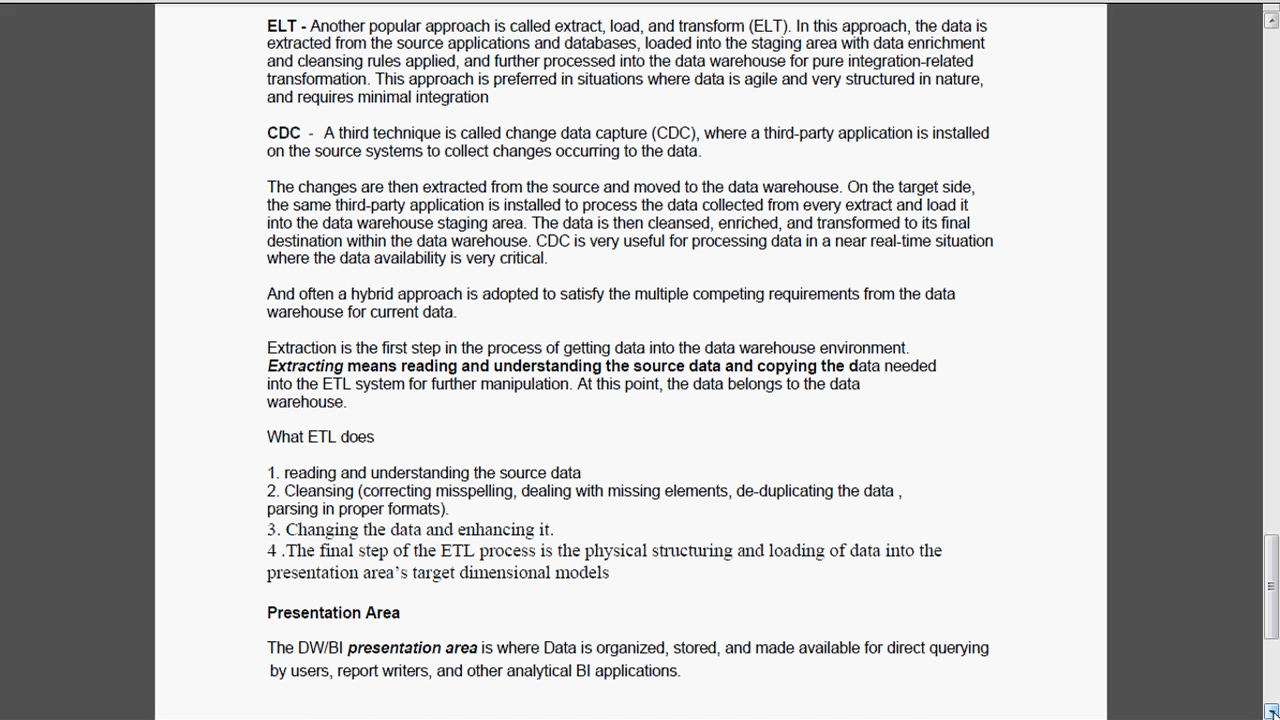 ELT - Another popular approach is called extract, load, and transform (ELT). In this approach, the data is
extracted from the source applications and databases, loaded into the staging area with data enrichment
and cleansing rules applied, and further processed into the data warehouse for pure integration-related
transformation. This approach is preferred in situations where data is agile and very structured in nature,
and requires minimal integration
CDC - A third technique is called change data capture (CDC), where a third-party application is installed
on the source systems to collect changes occurring to the data.
The changes are then extracted from the source and moved to the data warehouse. On the target side,
the same third-party application is installed to process the data collected from every extract and load it
into the data warehouse staging area. The data is then cleansed, enriched, and transformed to its final
destination within the data warehouse. CDC is very useful for processing data in a near real-time situation
where the data availability is very critical.
And often a hybrid approach is adopted to satisfy the multiple competing requirements from the data
warehouse for current data.
Extraction is the first step in the process of getting data into the data warehouse environment.
Extracting means reading and understanding the source data and copying the data needed
into the ETL system for further manipulation. At this point, the data belongs to the data
warehouse.
What ETL does
1. reading and understanding the source data
2. Cleansing (correcting misspelling, dealing with missing elements, de-duplicating the data ,
parsing in proper formats).
3. Changing the data and enhancing it.
4 .The final step of the ETL process is the physical structuring and loading of data into the
presentation area’s target dimensional models
Presentation Area
The DW/BI presentation area is where Data is organized, stored, and made available for direct querying
by users, report writers, and other analytical BI applications.